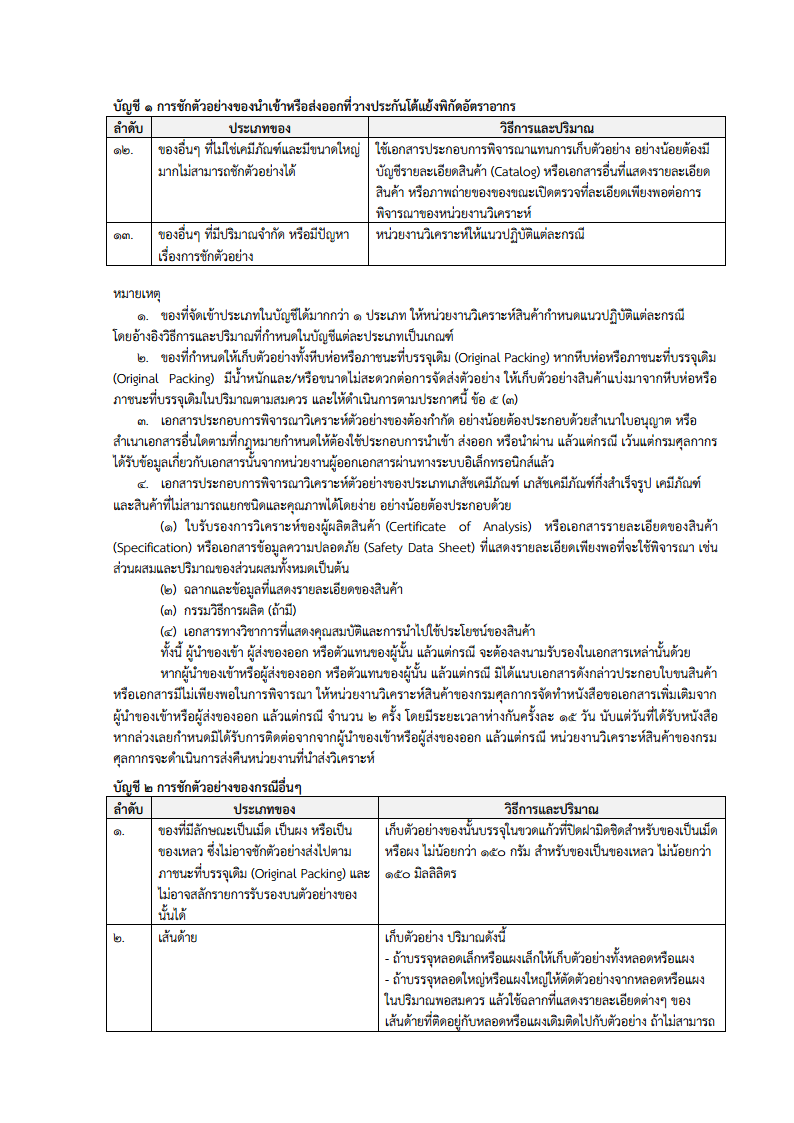 บัญชี ๑ การชักตัวอย่างของนำเข้าหรือส่งออกที่วางประกันโต้แย้งพิกัดอัตราอากร
ลำดับ ประเภทของ วิธีการและปริมาณ
๑๒. ของอื่นๆ ที่ไม่ใช่เคมีภัณฑ์และมีขนาดใหญ่ ใช้เอกสารประกอบการพิจารณาแทนการเก็บตัวอย่าง อย่างน้อยต้องมี
มากไม่สามารถชักตัวอย่างได้ บัญชีรายละเอียดสินค้า (Catalog) หรือเอกสารอื่นที่แสดงรายละเอียด
สินค้า หรือภาพถ่ายของของขณะเปิดตรวจที่ละเอียดเพียงพอต่อการ
พิจารณาของหน่วยงานวิเคราะห์
๑๓. ของอื่นๆ ที่มีปริมาณจำกัด หรือมีปัญหา หน่วยงานวิเคราะห์ให้แนวปฏิบัติแต่ละกรณี
เรื่องการชักตัวอย่าง
หมายเหตุ
๑. ของที่จัดเข้าประเภทในบัญชีได้มากกว่า ๑ ประเภท ให้หน่วยงานวิเคราะห์สินค้ากำหนดแนวปฏิบัติแต่ละกรณี
โดยอ้างอิงวิธีการและปริมาณที่กำหนดในบัญชีแต่ละประเภทเป็นเกณฑ์
๒. ของที่กำหนดให้เก็บตัวอย่างทั้งหีบห่อหรือภาชนะที่บรรจุเดิม (Original Packing) หากหีบห่อหรือภาชนะที่บรรจุเดิม
(Original Packing) มีน้ำหนักและ/หรือขนาดไม่สะดวกต่อการจัดส่งตัวอย่าง ให้เก็บตัวอย่างสินค้าแบ่งมาจากหีบห่อหรือ
ภาชนะที่บรรจุเดิมในปริมาณตามสมควร และให้ดำเนินการตามประกาศนี้ ข้อ ๕ (๓)
๓. เอกสารประกอบการพิจารณาวิเคราะห์ตัวอย่างของต้องกำกัด อย่างน้อยต้องประกอบด้วยสำเนาใบอนุญาต หรือ
สำเนาเอกสารอื่นใดตามที่กฎหมายกำหนดให้ต้องใช้ประกอบการนำเข้า ส่งออก หรือนำผ่าน แล้วแต่กรณี เว้นแต่กรมศุลกากร
ได้รับข้อมูลเกี่ยวกับเอกสารนั้นจากหน่วยงานผู้ออกเอกสารผ่านทางระบบอิเล็กทรอนิกส์แล้ว
๔. เอกสารประกอบการพิจารณาวิเคราะห์ตัวอย่างของประเภทเภสัชเคมีภัณฑ์ เภสัชเคมีภัณฑ์กึ่งสำเร็จรูป เคมีภัณฑ์
และสินค้าที่ไม่สามารถแยกชนิดและคุณภาพได้โดยง่าย อย่างน้อยต้องประกอบด้วย
(๑) ใบรับรองการวิเคราะห์ของผู้ผลิตสินค้า (Certificate of Analysis) หรือเอกสารรายละเอียดของสินค้า
(Specification) หรือเอกสารข้อมูลความปลอดภัย (Safety Data Sheet) ที่แสดงรายละเอียดเพียงพอที่จะใช้พิจารณา เช่น
ส่วนผสมและปริมาณของส่วนผสมทั้งหมดเป็นต้น
(๒) ฉลากและข้อมูลที่แสดงรายละเอียดของสินค้า
(๓) กรรมวิธีการผลิต (ถ้ามี)
(๔) เอกสารทางวิชาการที่แสดงคุณสมบัติและการนำไปใช้ประโยชน์ของสินค้า
ทั้งนี้ ผู้นำของเข้า ผู้ส่งของออก หรือตัวแทนของผู้นั้น แล้วแต่กรณี จะต้องลงนามรับรองในเอกสารเหล่านั้นด้วย
หากผู้นำของเข้าหรือผู้ส่งของออก หรือตัวแทนของผู้นั้น แล้วแต่กรณี มิได้แนบเอกสารดังกล่าวประกอบใบขนสินค้า
หรือเอกสารมีไม่เพียงพอในการพิจารณา ให้หน่วยงานวิเคราะห์สินค้าของกรมศุลกากรจัดทำหนังสือขอเอกสารเพิ่มเติมจาก
ผู้นำของเข้าหรือผู้ส่งของออก แล้วแต่กรณี จำนวน ๒ ครั้ง โดยมีระยะเวลาห่างกันครั้งละ ๑๕ วัน นับแต่วันที่ได้รับหนังสือ
หากล่วงเลยกำหนดมิได้รับการติดต่อจากจากผู้นำของเข้าหรือผู้ส่งของออก แล้วแต่กรณี หน่วยงานวิเคราะห์สินค้าของกรม
ศุลกากรจะดำเนินการส่งคืนหน่วยงานที่นำส่งวิเคราะห์
บัญชี ๒ การชักตัวอย่างของกรณีอื่นๆ
ลำดับ ประเภทของ วิธีการและปริมาณ
๑. ของที่มีลักษณะเป็นเม็ด เป็นผง หรือเป็น เก็บตัวอย่างของนั้นบรรจุในขวดแก้วที่ปิดฝามิดชิดสำหรับของเป็นเม็ด
ของเหลว ซึ่งไม่อาจชักตัวอย่างส่งไปตาม หรือผง ไม่น้อยกว่า ๑๕๐ กรัม สำหรับของเป็นของเหลว ไม่น้อยกว่า
ภาชนะที่บรรจุเดิม (Original Packing) และ ๑๕๐ มิลลิลิตร
ไม่อาจสลักรายการรับรองบนตัวอย่างของ
นั้นได้
๒. เส้นด้าย เก็บตัวอย่าง ปริมาณดังนี้
- ถ้าบรรจุหลอดเล็กหรือแผงเล็กให้เก็บตัวอย่างทั้งหลอดหรือแผง
- ถ้าบรรจุหลอดใหญ่หรือแผงใหญ่ให้ตัดตัวอย่างจากหลอดหรือแผง
ในปริมาณพอสมควร แล้วใช้ฉลากที่แสดงรายละเอียดต่างๆ ของ
เส้นด้ายที่ติดอยู่กับหลอดหรือแผงเดิมติดไปกับตัวอย่าง ถ้าไม่สามารถ